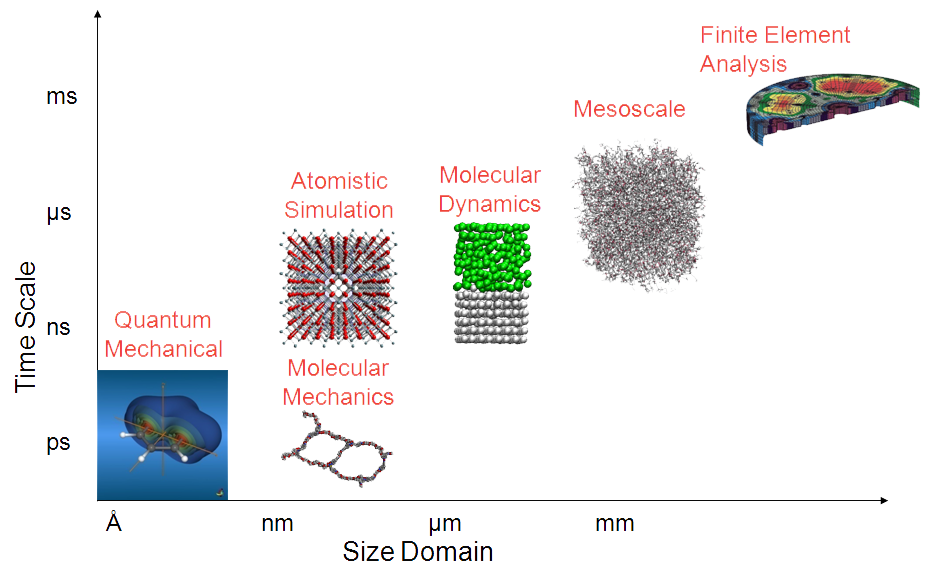 Finite Element
Analysis
Mesoscale
Molecular
Dynamics
Atomistic
Simulation
Quantum
Mechanical
Molecular
Mechanics
ms
µs
ns
ps
Time Scale
Å
nm
µm
mm
Size Domain